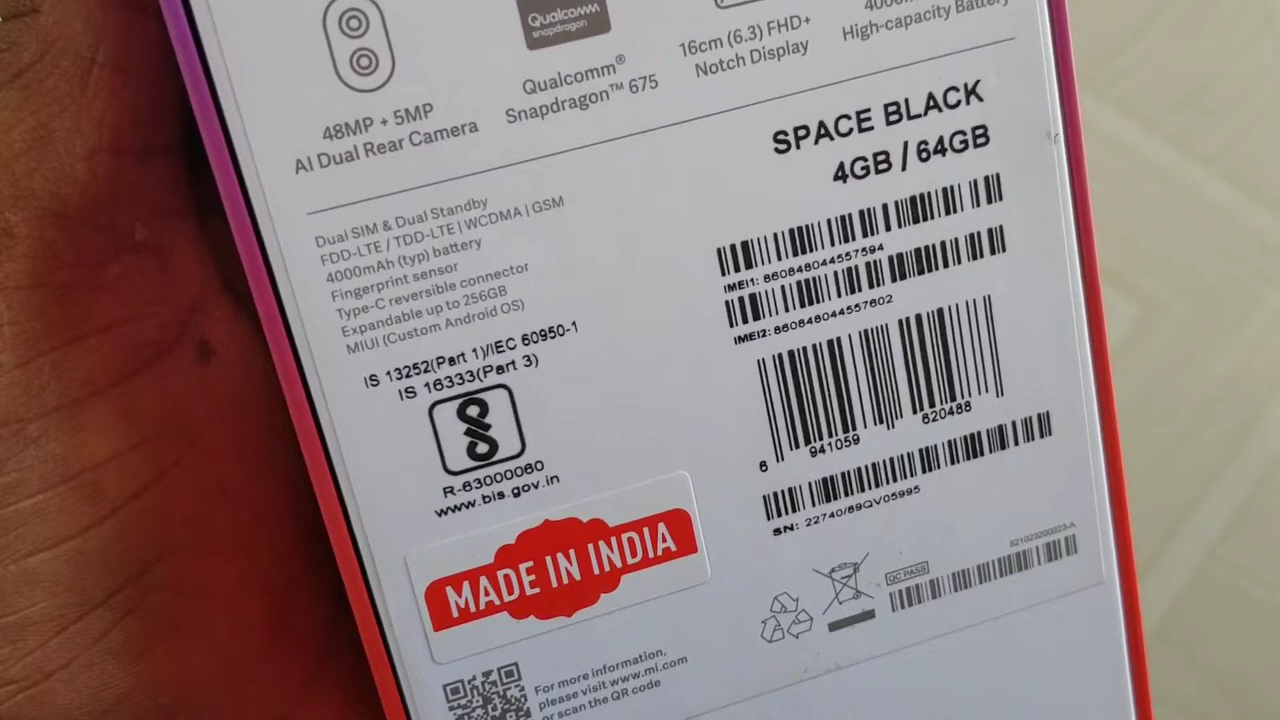 Qualcomm
snapdragon
48MP + 5MP
AI Dual Rear Camera
Qualcomm®
Snapdragon™ 675
16cm (6.3) FHD+
Notch Display
High-capacity Battery
SPACE BLACK
4GB / 64GB
Dual SIM & Dual Standby
FDD-LTE / TDD-LTE | WCDMA | GSM
4000mAh (typ) battery
Fingerprint sensor
Type-C reversible connector
Expandable up to 256GB
MIUI (Custom Android OS)
IS 13252(Part 1)/IEC 60950-1
IS 16333(Part 3)
R-63000060
www.bis.gov.in
IMEI1: 860848044557594
IMEI2: 860848044557602
6 941059 620488
SN: 22740/89QV05995
MADE IN INDIA
QC PASS
621023200023-A
For more information,
please visit www.mi.com
or scan the QR code